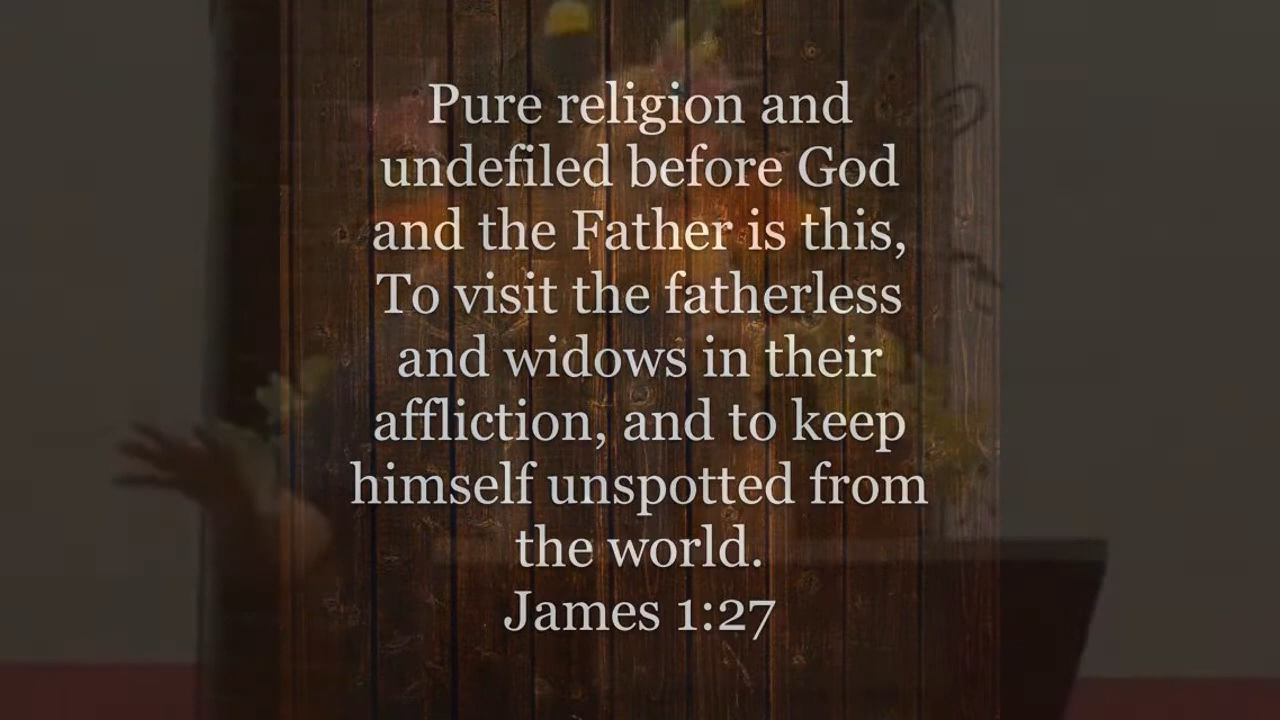 Pure religion and
undefiled before God
and the Father is this,
To visit the fatherless
and widows in their
affliction, and to keep
himself unspotted from
the world.
James 1:27